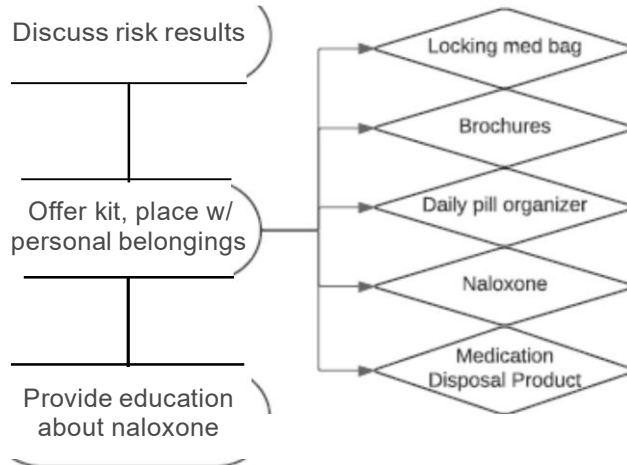 Discuss risk results
Offer kit, place w/
personal belongings
Provide education
about naloxone
Locking med bag
Brochures
Daily pill organizer
Naloxone
Medication
Disposal Product